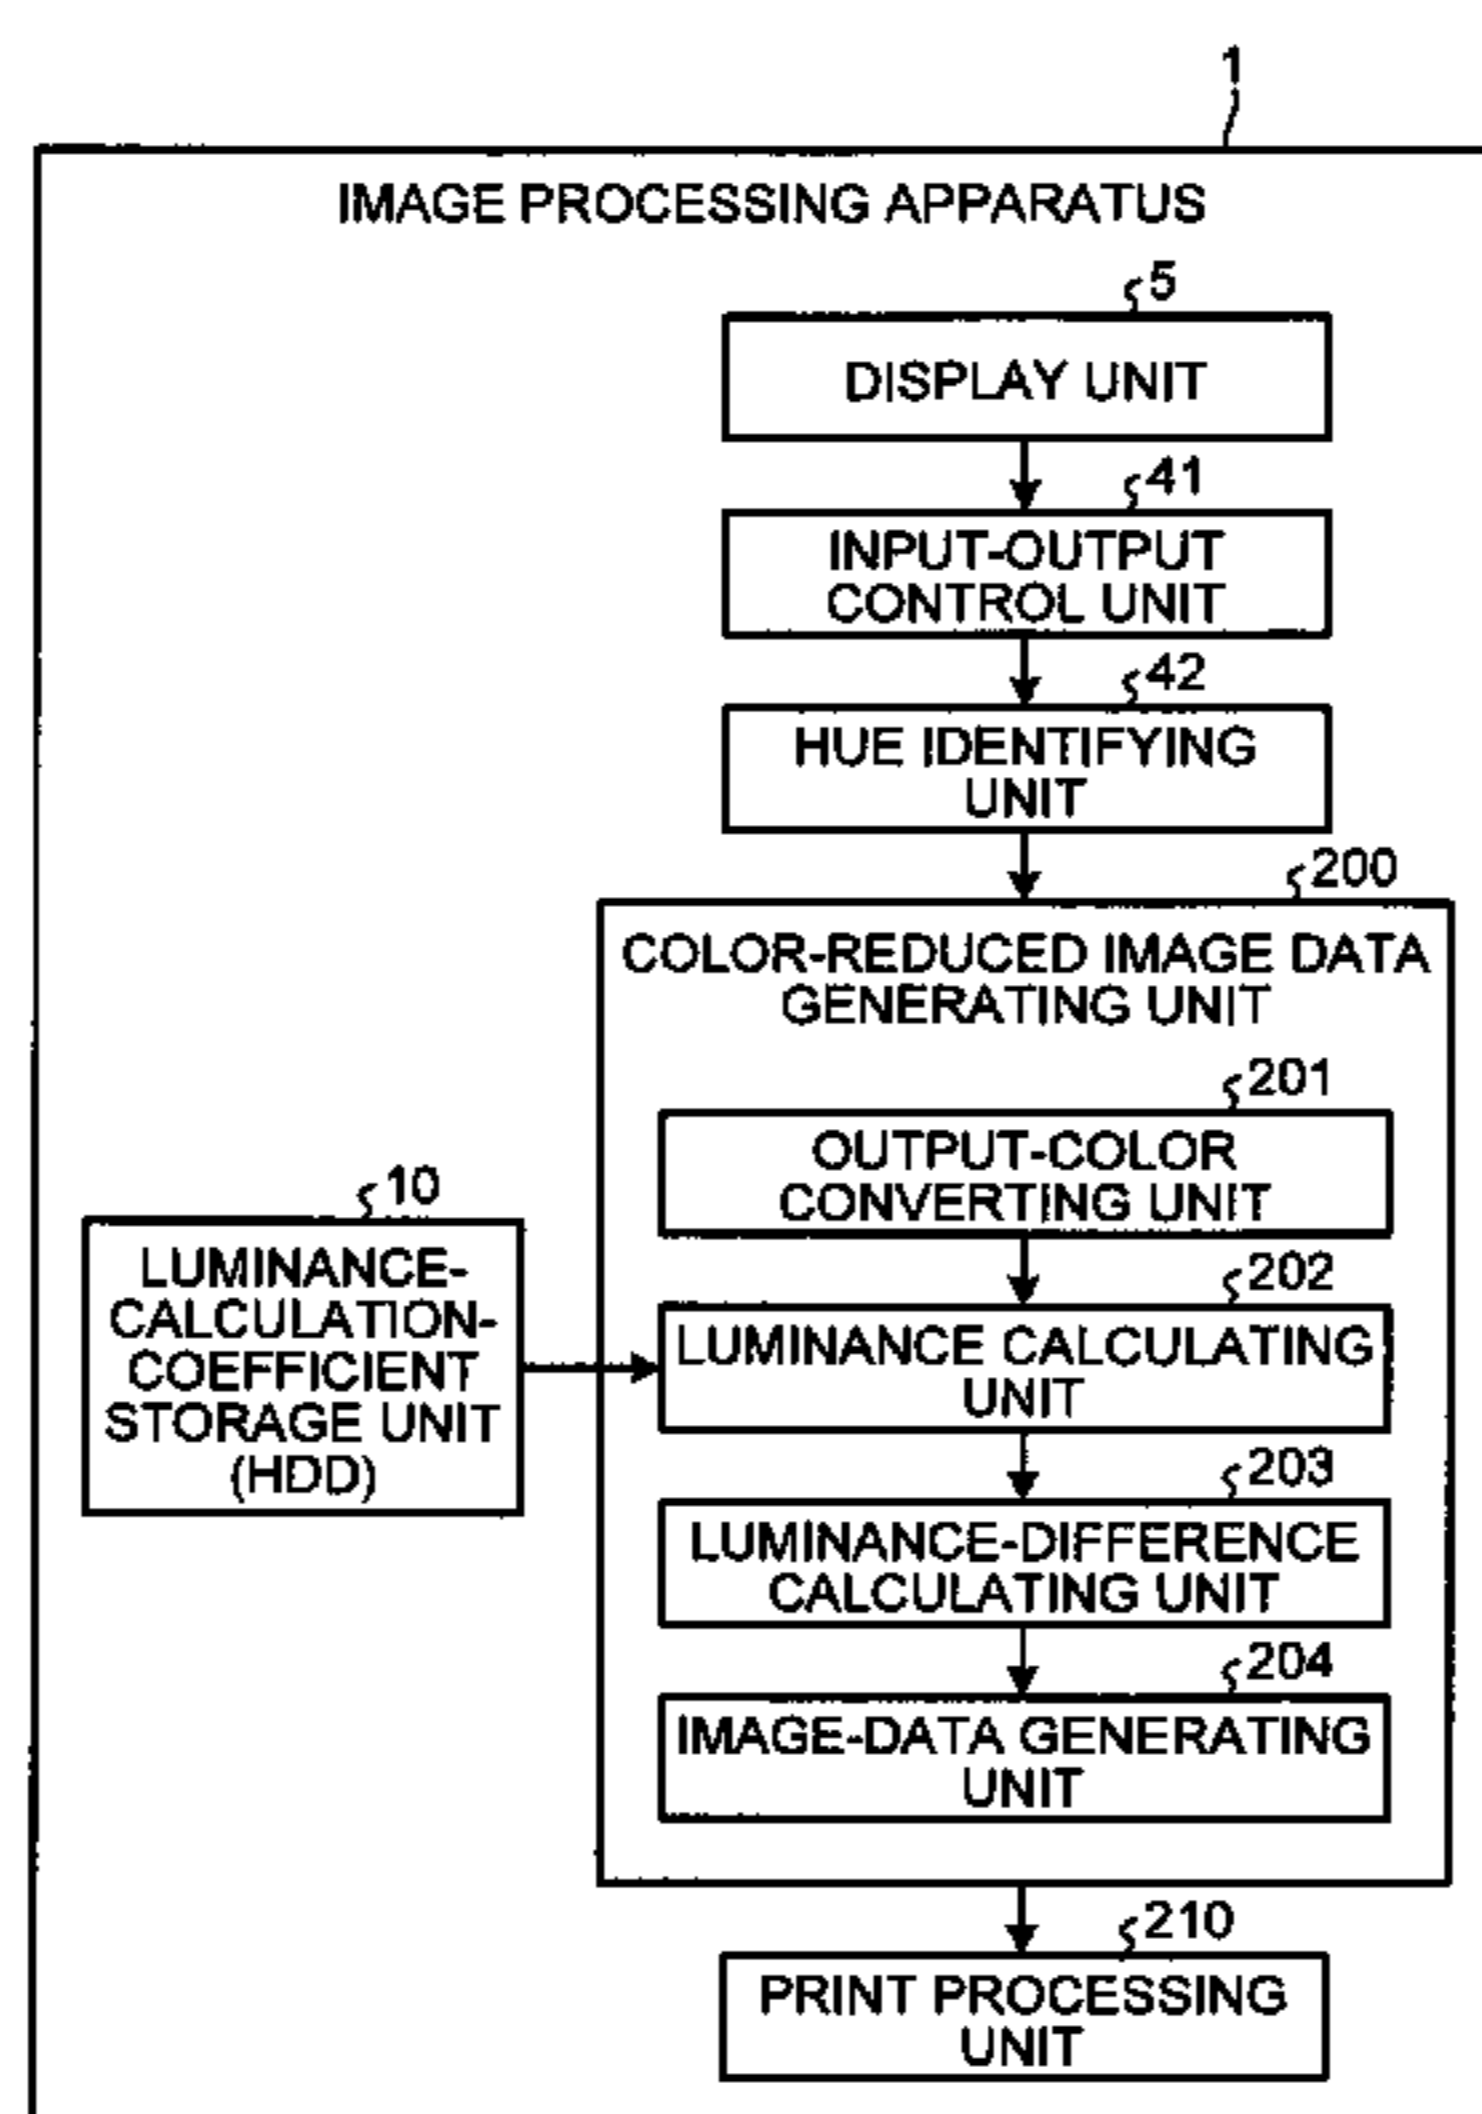 1
IMAGE PROCESSING APPARATUS
5
DISPLAY UNIT
41
INPUT-OUTPUT
CONTROL UNIT
42
HUE IDENTIFYING
UNIT
200
COLOR-REDUCED IMAGE DATA
GENERATING UNIT
201
OUTPUT-COLOR
CONVERTING UNIT
10
LUMINANCE-
CALCULATION-
COEFFICIENT
STORAGE UNIT
(HDD)
202
LUMINANCE CALCULATING
UNIT
203
LUMINANCE-DIFFERENCE
CALCULATING UNIT
204
IMAGE-DATA GENERATING
UNIT
210
PRINT PROCESSING
UNIT